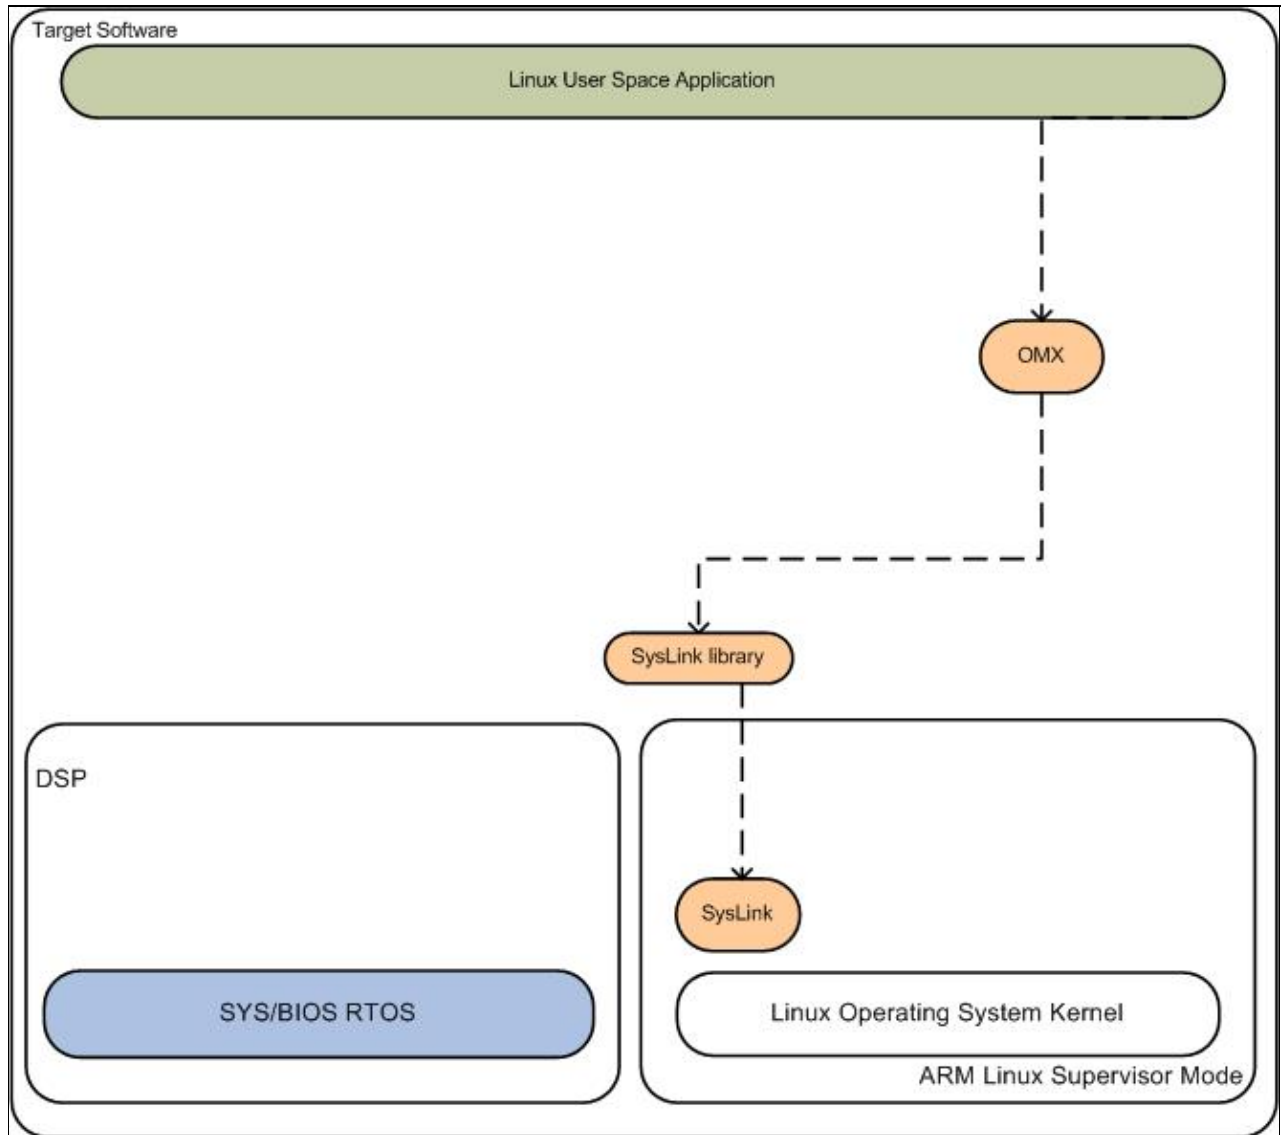 Target Software
Linux User Space Application
OMX
SysLink library
DSP
SysLink
SYS/BIOS RTOS
Linux Operating System Kernel
ARM Linux Supervisor Mode